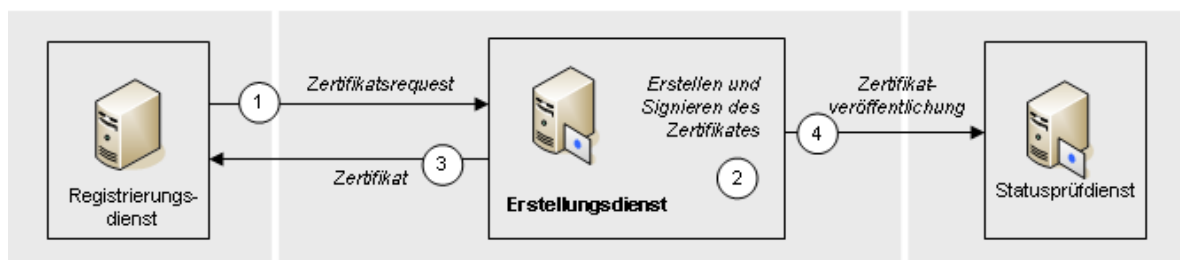 Registrierungs-
dienst
1
Zertifikatsrequest
3
Zertifikat
Erstellen und
Signieren des
Zertifikates
2
Erstellungsdienst
4
Zertifikat-
veröffentlichung
Statusprüfdienst